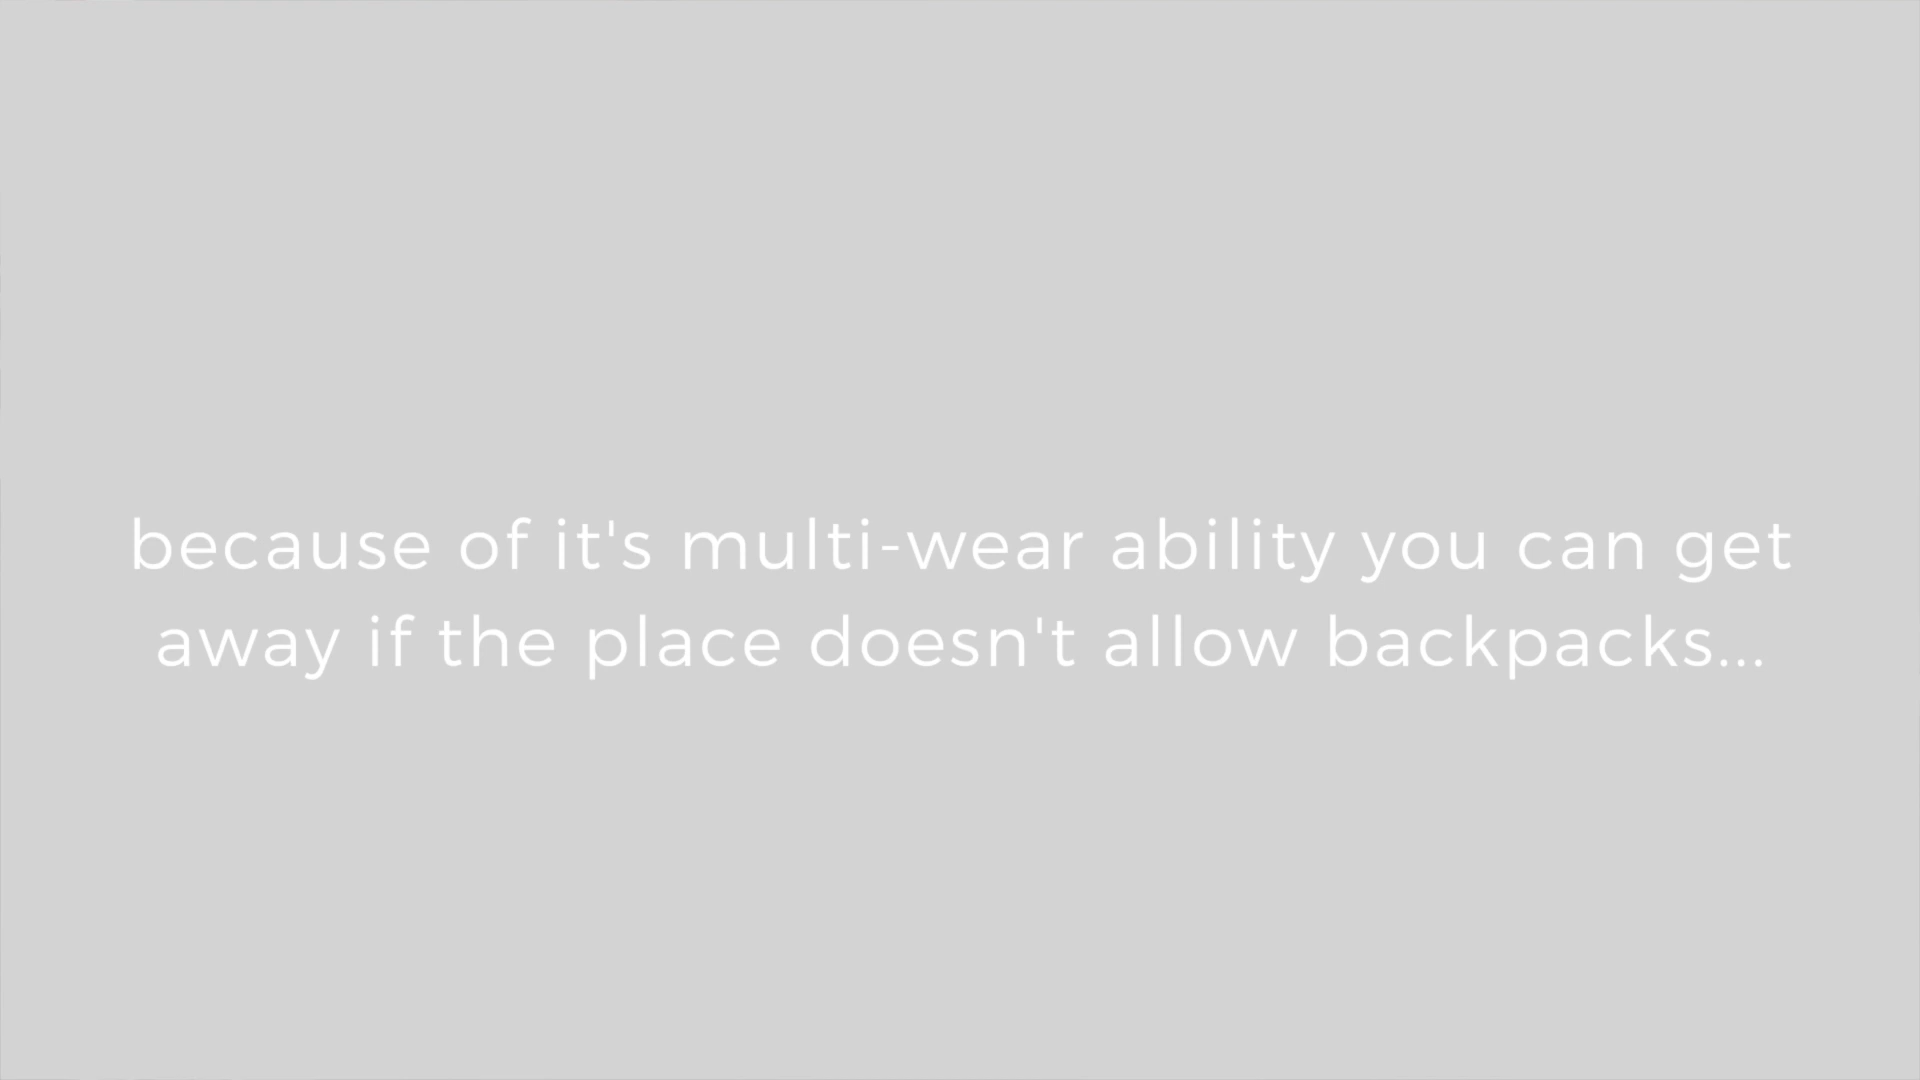 because of it's multi-wear ability you can get
away if the place doesn't allow backpacks...